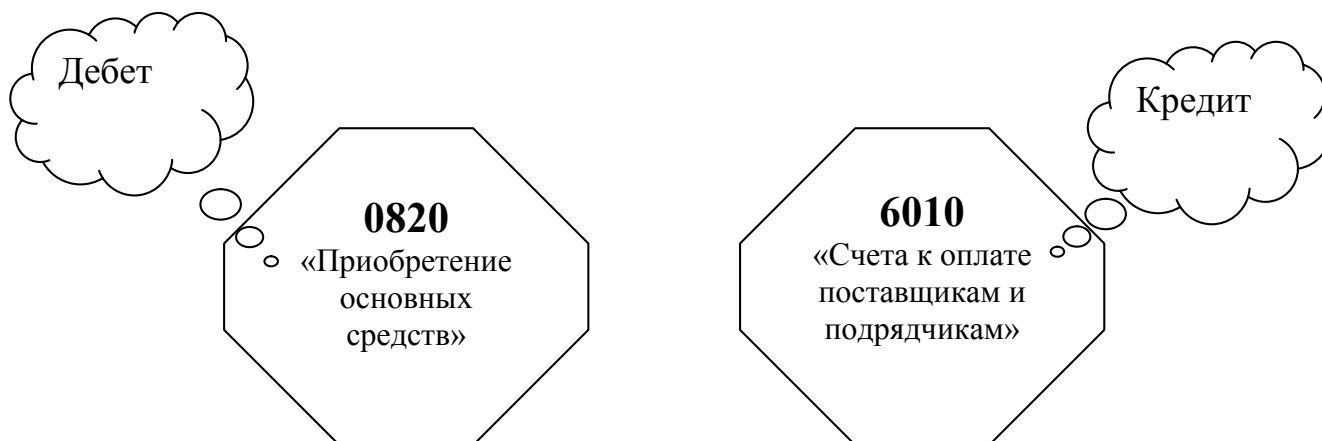 Дебет
Кредит
0820
«Приобретение
основных
средств»
6010
«Счета к оплате
поставщикам и
подрядчикам»